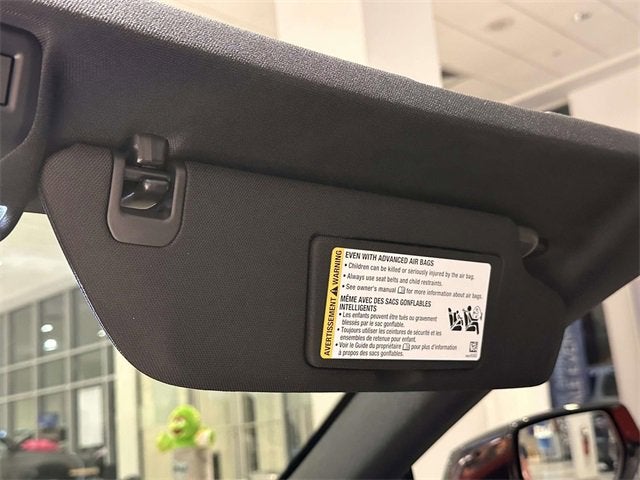 AVERTISSEMENT WARNING
EVEN WITH ADVANCED AIR BAGS
• Children can be killed or seriously injured by the air bag.
• Always use seat belts and child restraints.
• See owner's manual for more information about air bags.
MÊME AVEC DES SACS GONFLABLES
INTELLIGENTS
• Les enfants peuvent être tués ou gravement
blessés par le sac gonflable.
• Toujours utiliser les ceintures de sécurité et les
ensembles de retenue pour enfant.
• Voir le Guide du propriétaire pour plus d'information
à propos des sacs gonflables.